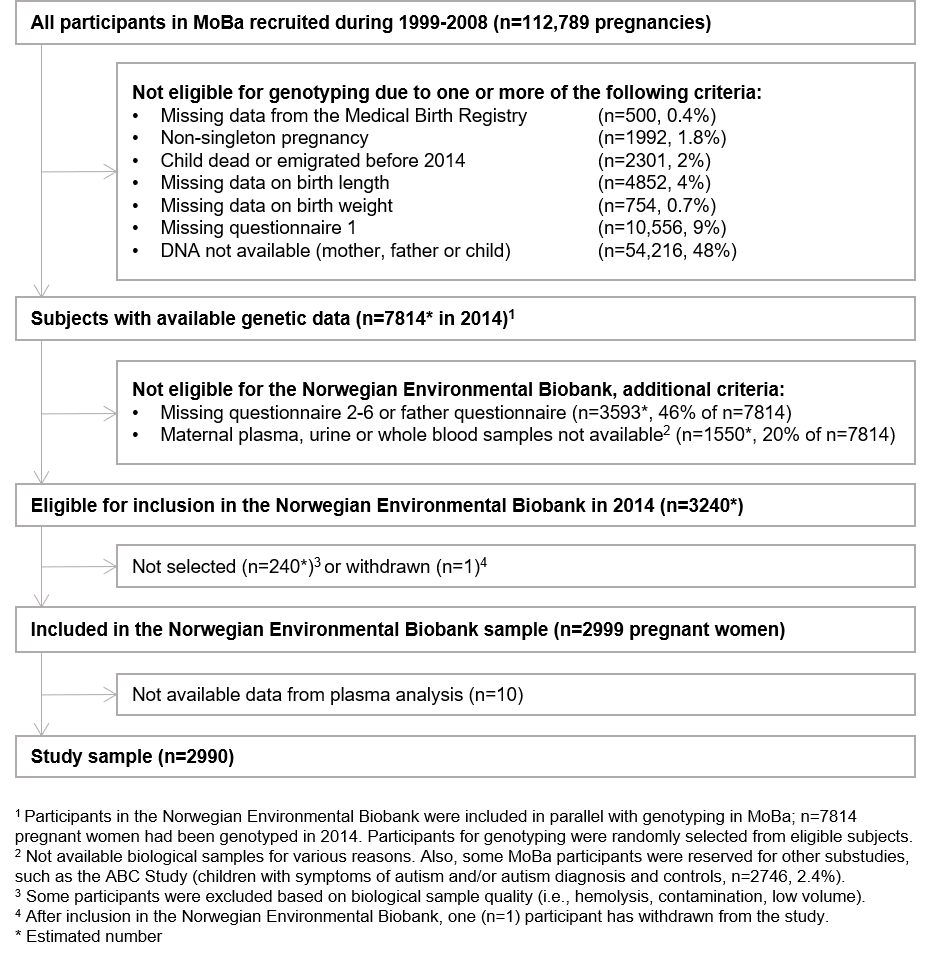 All participants in MoBa recruited during 1999-2008 (n=112,789 pregnancies)
Not eligible for genotyping due to one or more of the following criteria:
• Missing data from the Medical Birth Registry (n=500, 0.4%)
• Non-singleton pregnancy (n=1992, 1.8%)
• Child dead or emigrated before 2014 (n=2301, 2%)
• Missing data on birth length (n=4852, 4%)
• Missing data on birth weight (n=754, 0.7%)
• Missing questionnaire 1 (n=10,556, 9%)
• DNA not available (mother, father or child) (n=54,216, 48%)
Subjects with available genetic data (n=7814* in 2014)¹
Not eligible for the Norwegian Environmental Biobank, additional criteria:
• Missing questionnaire 2-6 or father questionnaire (n=3593*, 46% of n=7814)
• Maternal plasma, urine or whole blood samples not available² (n=1550*, 20% of n=7814)
Eligible for inclusion in the Norwegian Environmental Biobank in 2014 (n=3240*)
Not selected (n=240*)³ or withdrawn (n=1)⁴
Included in the Norwegian Environmental Biobank sample (n=2999 pregnant women)
Not available data from plasma analysis (n=10)
Study sample (n=2990)
¹ Participants in the Norwegian Environmental Biobank were included in parallel with genotyping in MoBa; n=7814
pregnant women had been genotyped in 2014. Participants for genotyping were randomly selected from eligible subjects.
² Not available biological samples for various reasons. Also, some MoBa participants were reserved for other substudies,
such as the ABC Study (children with symptoms of autism and/or autism diagnosis and controls, n=2746, 2.4%).
³ Some participants were excluded based on biological sample quality (i.e., hemolysis, contamination, low volume).
⁴ After inclusion in the Norwegian Environmental Biobank, one (n=1) participant has withdrawn from the study.
* Estimated number